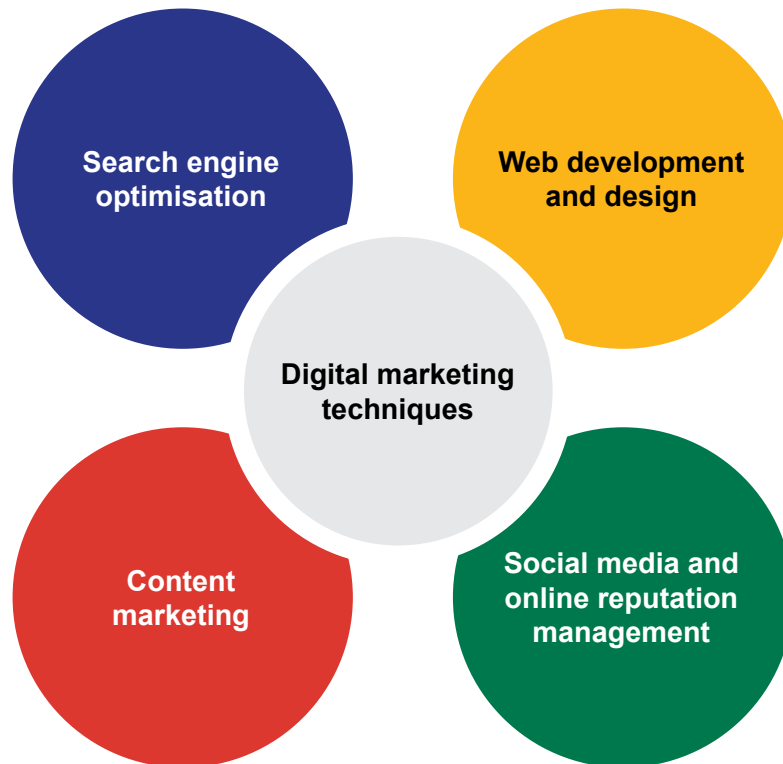 Search engine
optimisation
Web development
and design
Digital marketing
techniques
Content
marketing
Social media and
online reputation
management